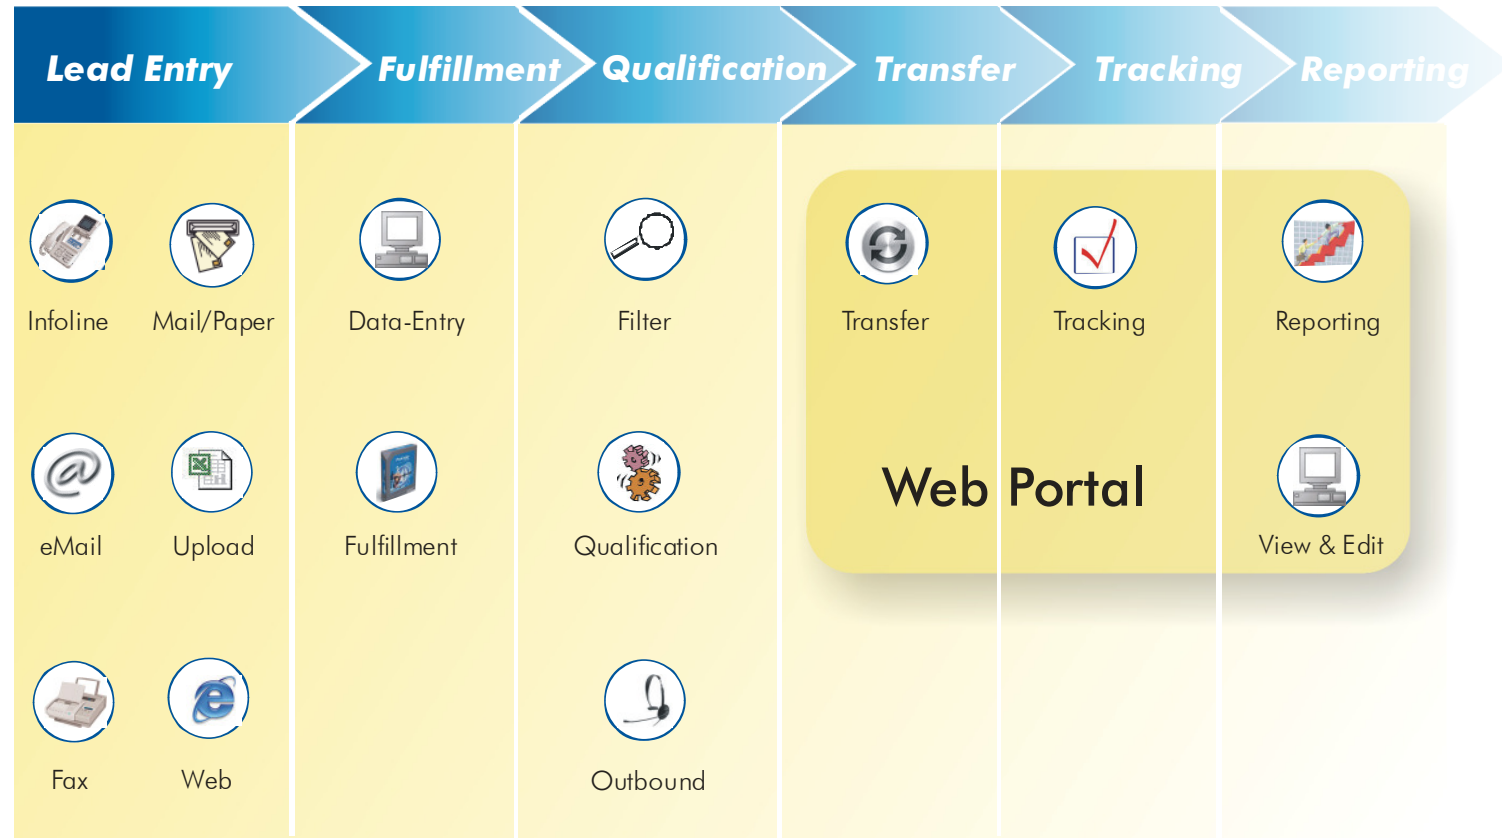 Lead Entry
Fulfillment
Qualification
Transfer
Tracking
Reporting
Infoline
Mail/Paper
Data-Entry
Filter
Transfer
Tracking
Reporting
Web Portal
eMail
Upload
Fulfillment
Qualification
View & Edit
Fax
Web
Outbound